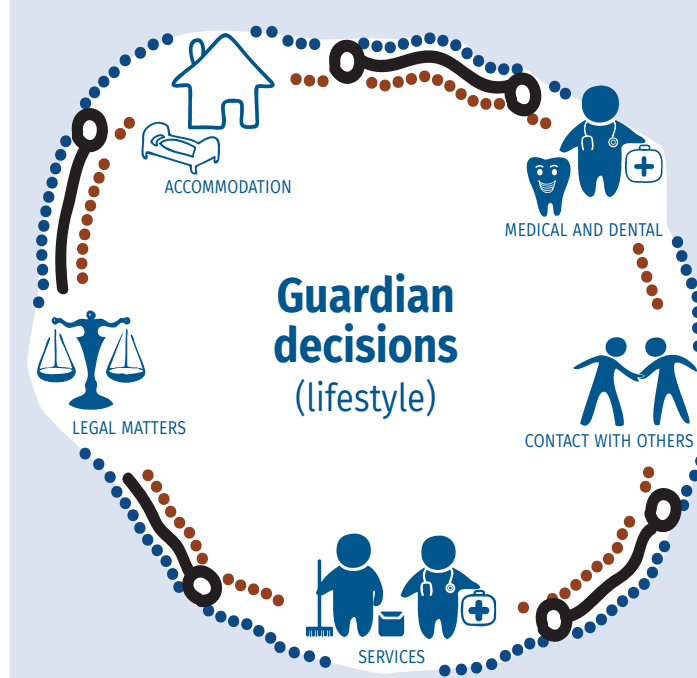 ACCOMMODATION
MEDICAL AND DENTAL
Guardian
decisions
(lifestyle)
LEGAL MATTERS
CONTACT WITH OTHERS
SERVICES